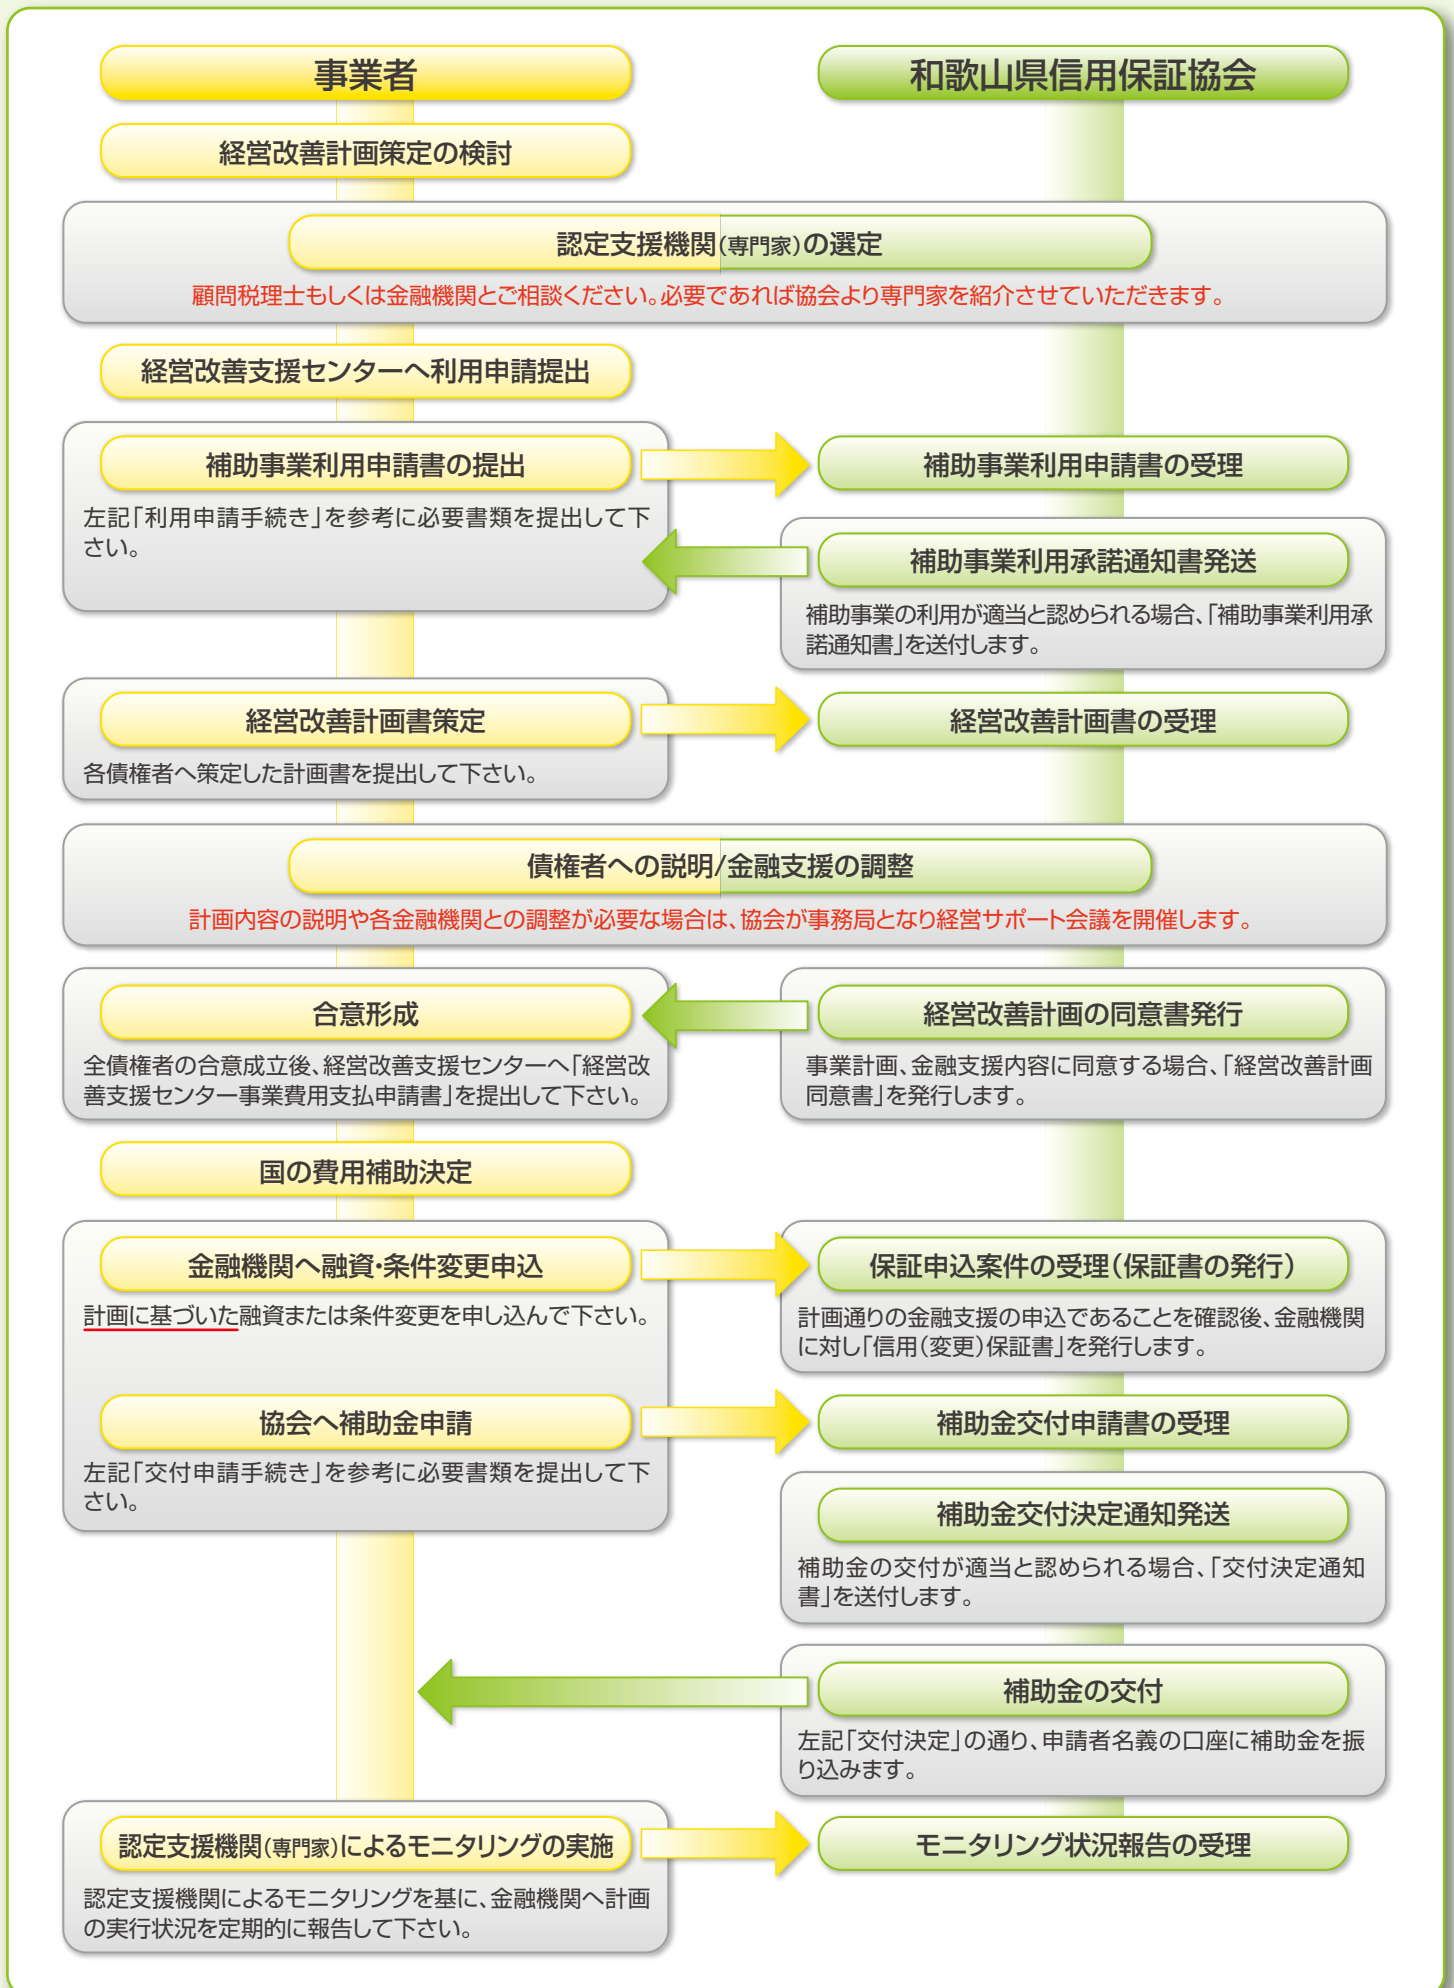 事業者
和歌山県信用保証協会
経営改善計画策定の検討
認定支援機関(専門家)の選定
顧問税理士もしくは金融機関とご相談ください。必要であれば協会より専門家を紹介させていただきます。
経営改善支援センターへ利用申請提出
補助事業利用申請書の提出
補助事業利用申請書の受理
左記「利用申請手続き」を参考に必要書類を提出して下
さい。
補助事業利用承諾通知書発送
補助事業の利用が適当と認められる場合、「補助事業利用承
諾通知書」を送付します。
経営改善計画書策定
経営改善計画書の受理
各債権者へ策定した計画書を提出して下さい。
債権者への説明/金融支援の調整
計画内容の説明や各金融機関との調整が必要な場合は、協会が事務局となり経営サポート会議を開催します。
合意形成
経営改善計画の同意書発行
全債権者の合意成立後、経営改善支援センターへ「経営改
善支援センター事業費用支払申請書」を提出して下さい。
事業計画、金融支援内容に同意する場合、「経営改善計画
同意書」を発行します。
国の費用補助決定
金融機関へ融資・条件変更申込
保証申込案件の受理(保証書の発行)
計画に基づいた融資または条件変更を申し込んで下さい。
計画通りの金融支援の申込であることを確認後、金融機関
に対し「信用(変更)保証書」を発行します。
協会へ補助金申請
補助金交付申請書の受理
左記「交付申請手続き」を参考に必要書類を提出して下
さい。
補助金交付決定通知発送
補助金の交付が適当と認められる場合、「交付決定通知
書」を送付します。
補助金の交付
左記「交付決定」の通り、申請者名義の口座に補助金を振
り込みます。
認定支援機関(専門家)によるモニタリングの実施
モニタリング状況報告の受理
認定支援機関によるモニタリングを基に、金融機関へ計画
の実行状況を定期的に報告して下さい。